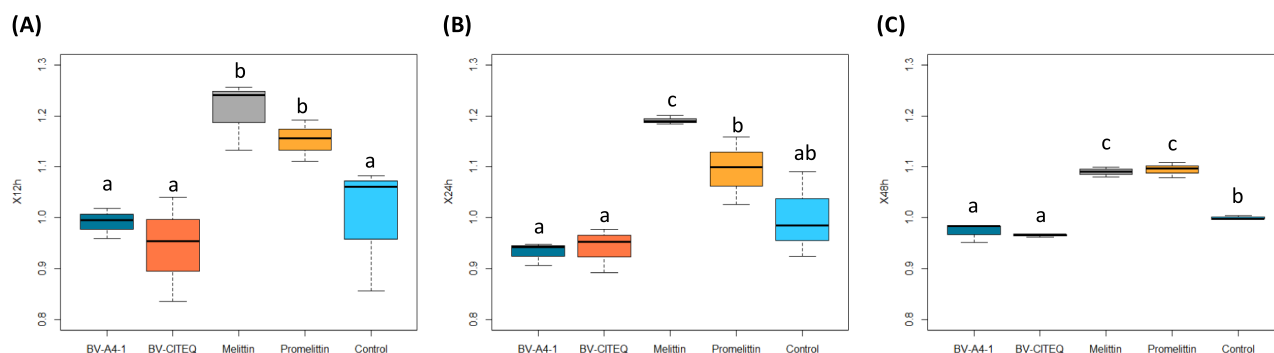 (A)
X12h
1.3
1.2
1.1
1.0
0.9
0.8
a
a
b
b
a
BV-A4-1 BV-CITEQ Melittin Promelittin Control
(B)
X24h
1.3
1.2
1.1
1.0
0.9
0.8
a
a
c
b
ab
BV-A4-1 BV-CITEQ Melittin Promelittin Control
(C)
X48h
1.3
1.2
1.1
1.0
0.9
0.8
a
a
c
c
b
BV-A4-1 BV-CITEQ Melittin Promelittin Control